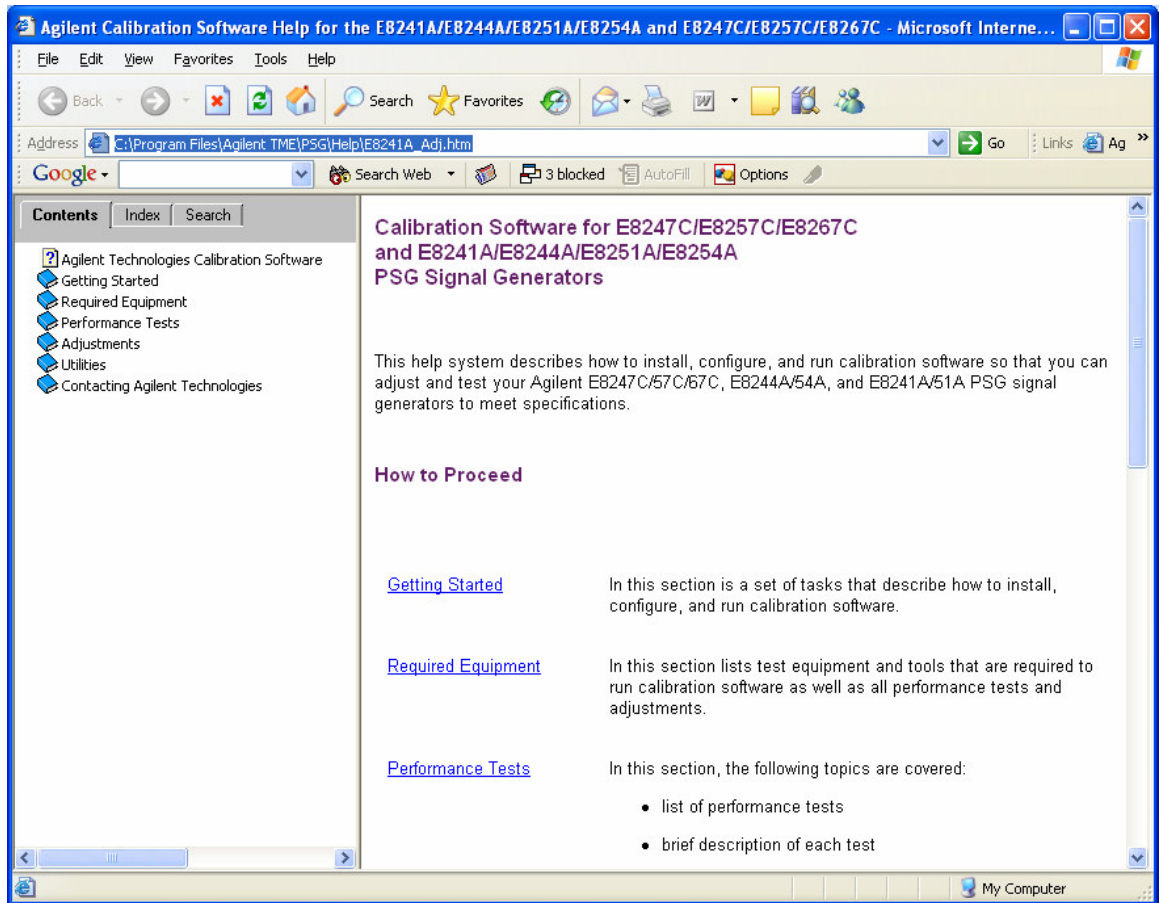 Agilent Calibration Software Help for the E8241A/E8244A/E8251A/E8254A and E8247C/E8257C/E8267C - Microsoft Interne...
File Edit View Favorites Tools Help
Back Search Favorites
Address C:\Program Files\Agilent TME\PSG\Help\E8241A_Adj.htm Go Links Ag »
Google Search Web 3 blocked AutoFill Options
Contents Index Search
Agilent Technologies Calibration Software
Getting Started
Required Equipment
Performance Tests
Adjustments
Utilities
Contacting Agilent Technologies
Calibration Software for E8247C/E8257C/E8267C
and E8241A/E8244A/E8251A/E8254A
PSG Signal Generators
This help system describes how to install, configure, and run calibration software so that you can
adjust and test your Agilent E8247C/57C/67C, E8244A/54A, and E8241A/51A PSG signal
generators to meet specifications.
How to Proceed
Getting Started In this section is a set of tasks that describe how to install,
configure, and run calibration software.
Required Equipment In this section lists test equipment and tools that are required to
run calibration software as well as all performance tests and
adjustments.
Performance Tests In this section, the following topics are covered:
• list of performance tests
• brief description of each test
My Computer